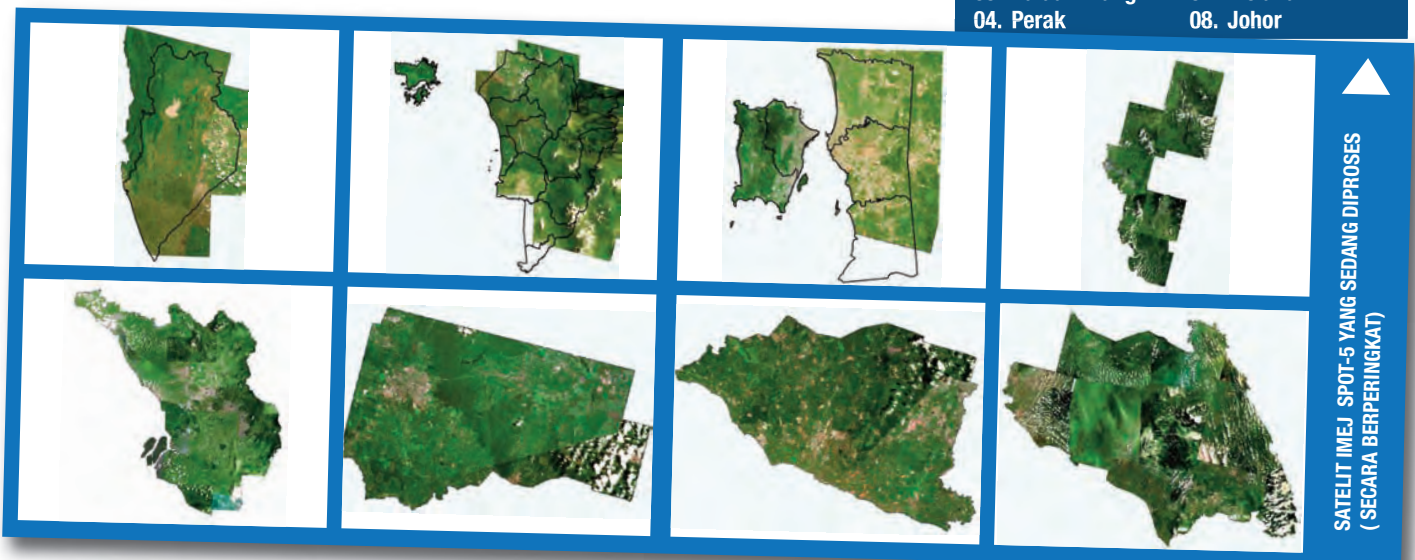 04. Perak
08. Johor
SATELIT IMEJ SPOT-5 YANG SEDANG DIPROSES
( SECARA BERPERINGKAT)